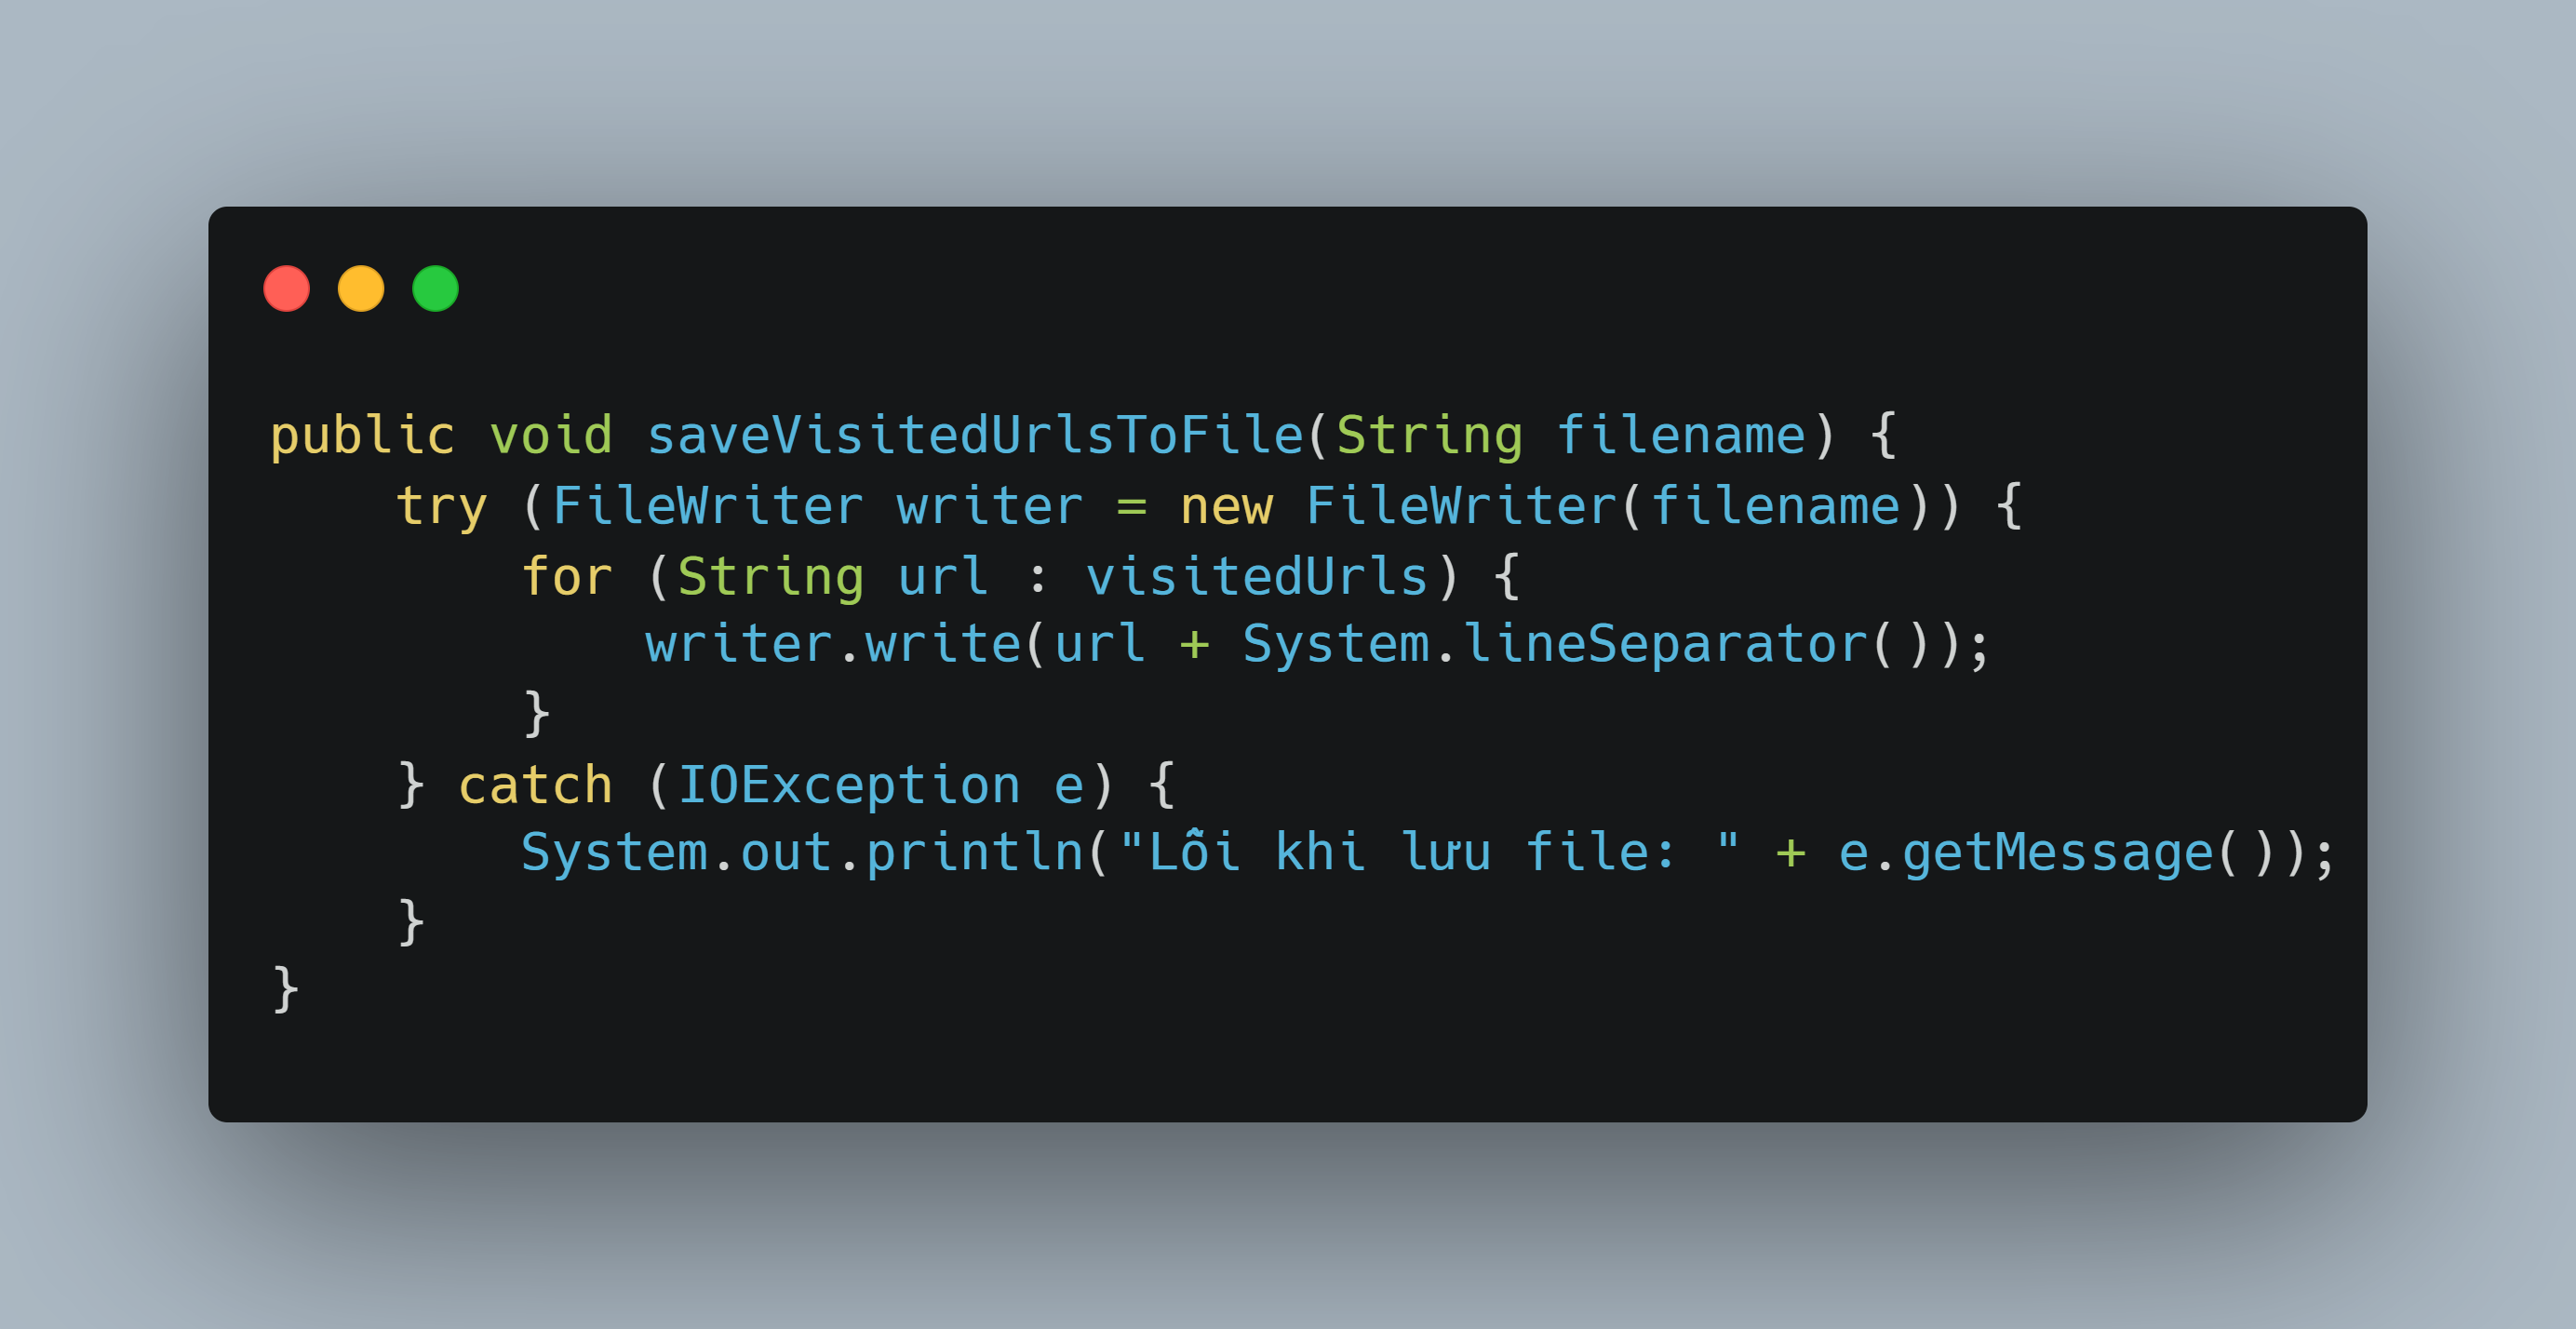 public void saveVisitedUrlsToFile(String filename) {
    try (FileWriter writer = new FileWriter(filename)) {
        for (String url : visitedUrls) {
            writer.write(url + System.lineSeparator());
        }
    } catch (IOException e) {
        System.out.println("Lỗi khi lưu file: " + e.getMessage());
    }
}